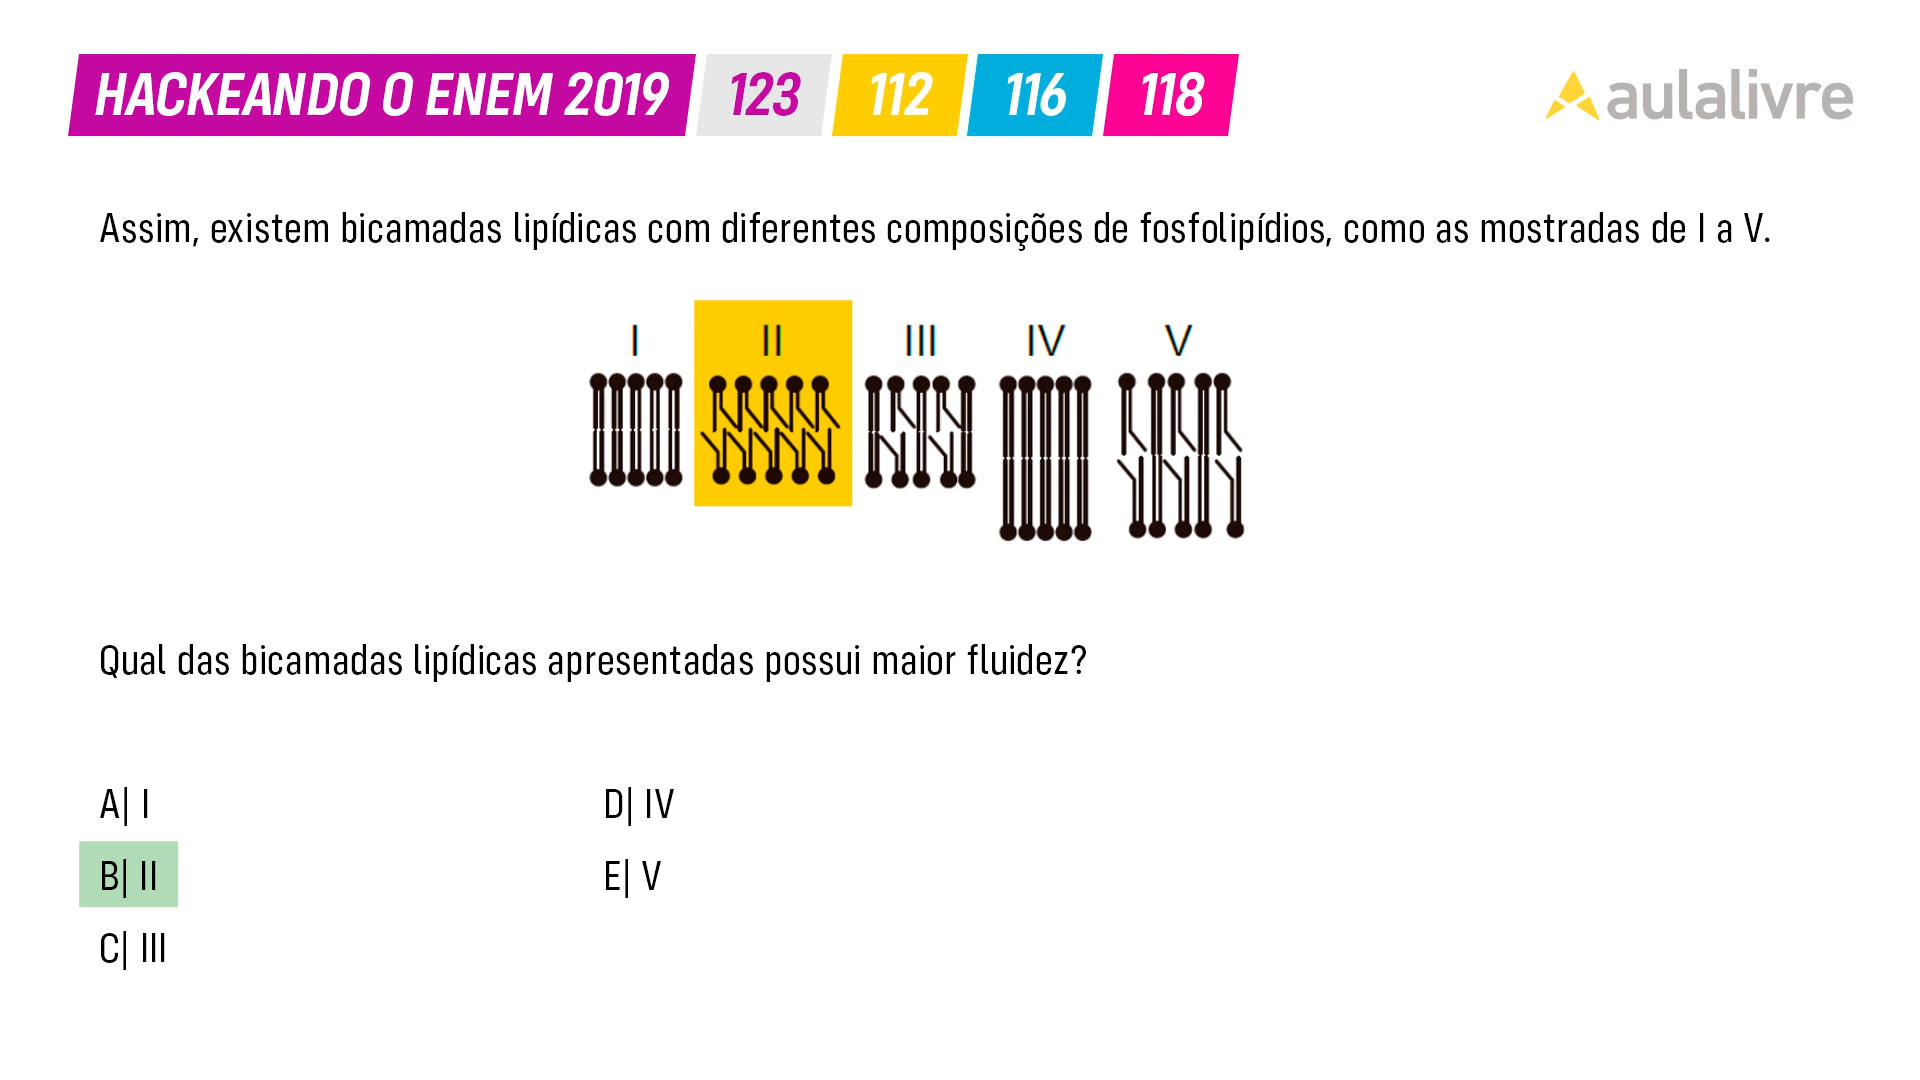 HACKEANDO O ENEM 2019 123 112 116 118 aulalivre
Assim, existem bicamadas lipídicas com diferentes composições de fosfolipídios, como as mostradas de I a V.
I II III IV V
Qual das bicamadas lipídicas apresentadas possui maior fluidez?
A| I D| IV
B| II E| V
C| III